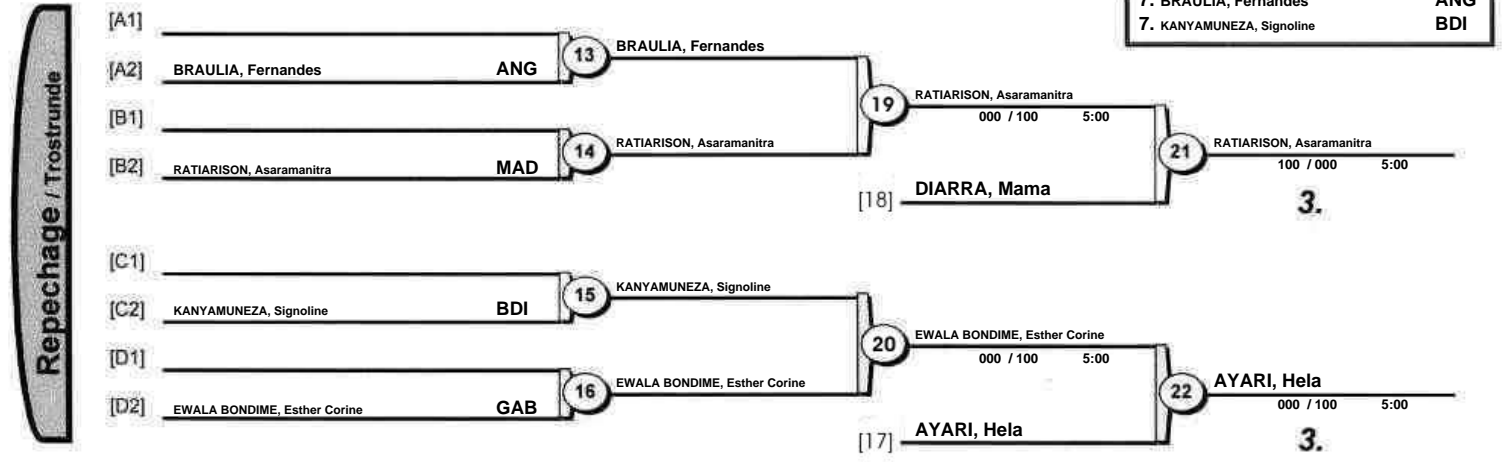 7. BRAULIA, Fernandes ANG
7. KANYAMUNEZA, Signoline BDI
Repechage / Trostrunde
[A1]
[A2] BRAULIA, Fernandes ANG
13 BRAULIA, Fernandes
[B1]
[B2] RATIARISON, Asaramanitra MAD
14 RATIARISON, Asaramanitra
19 RATIARISON, Asaramanitra
000 / 100 5:00
[18] DIARRA, Mama
21 RATIARISON, Asaramanitra
100 / 000 5:00
3.
[C1]
[C2] KANYAMUNEZA, Signoline BDI
15 KANYAMUNEZA, Signoline
[D1]
[D2] EWALA BONDIME, Esther Corine GAB
16 EWALA BONDIME, Esther Corine
20 EWALA BONDIME, Esther Corine
000 / 100 5:00
[17] AYARI, Hela
22 AYARI, Hela
000 / 100 5:00
3.